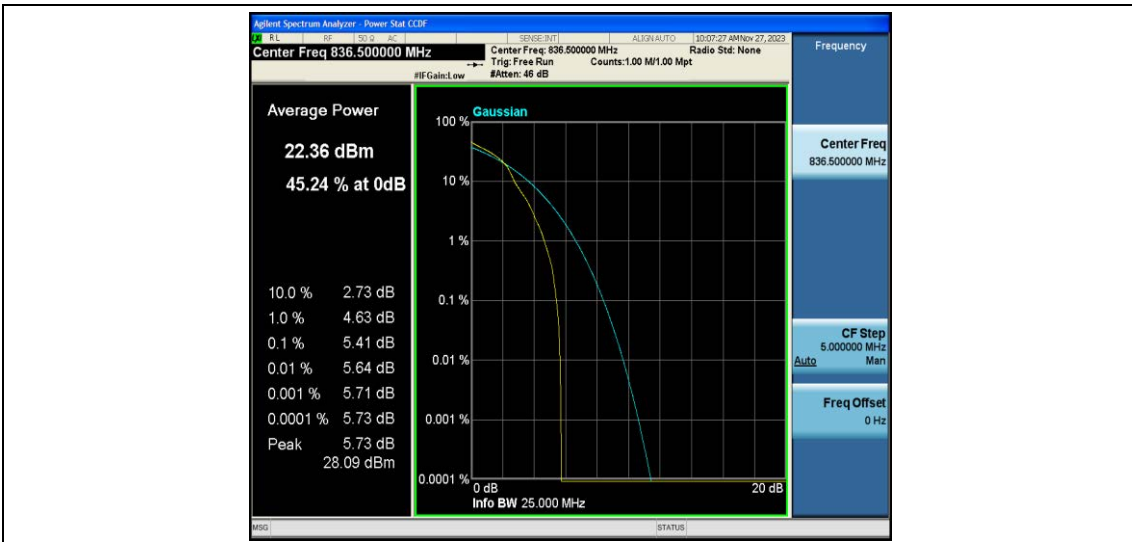 Agilent Spectrum Analyzer - Power Stat CCDF
RL RF 50 Ω AC SENSE:INT ALIGN AUTO 10:07:27 AM Nov 27, 2023
Center Freq 836.500000 MHz
Center Freq: 836.500000 MHz Radio Std: None
Trig: Free Run Counts:1.00 M/1.00 Mpt
#IFGain:Low #Atten: 46 dB
Frequency
Average Power
22.36 dBm
45.24 % at 0dB
10.0 % 2.73 dB
1.0 % 4.63 dB
0.1 % 5.41 dB
0.01 % 5.64 dB
0.001 % 5.71 dB
0.0001 % 5.73 dB
Peak 5.73 dB
28.09 dBm
Gaussian
100 %
10 %
1 %
0.1 %
0.01 %
0.001 %
0.0001 %
0 dB 20 dB
Info BW 25.000 MHz
Center Freq
836.500000 MHz
CF Step
5.000000 MHz
Auto Man
Freq Offset
0 Hz
MSG STATUS